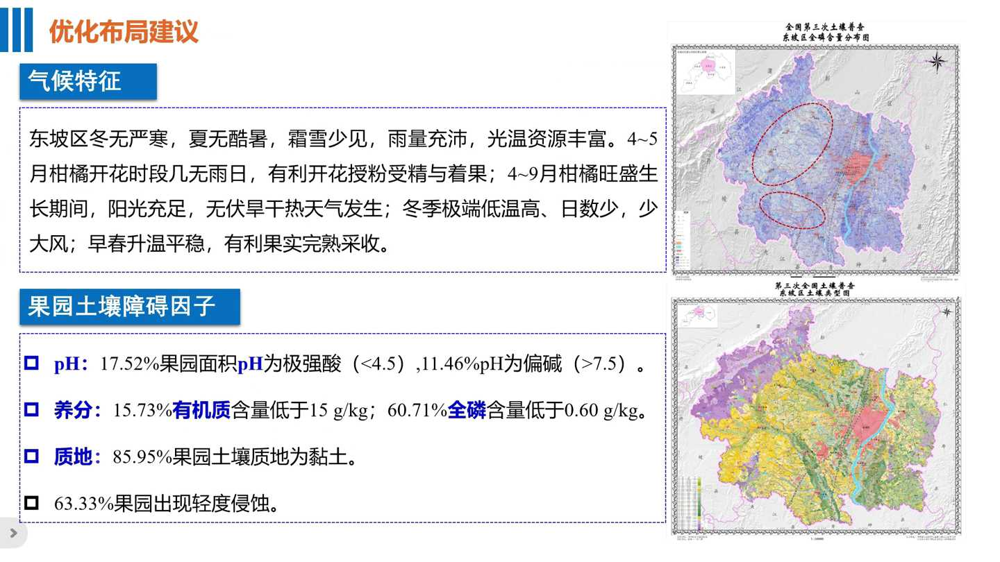 优化布局建议
气候特征
东坡区冬无严寒，夏无酷暑，霜雪少见，雨量充沛，光温资源丰富。4~5
月柑橘开花时段几无雨日，有利开花授粉受精与着果；4~9月柑橘旺盛生
长期间，阳光充足，无伏旱干热天气发生；冬季极端低温高、日数少，少
大风；早春升温平稳，有利果实完熟采收。
果园土壤障碍因子
pH：17.52%果园面积pH为极强酸（<4.5）,11.46%pH为偏碱（>7.5）。
养分：15.73%有机质含量低于15 g/kg；60.71%全磷含量低于0.60 g/kg。
质地：85.95%果园土壤质地为黏土。
63.33%果园出现轻度侵蚀。
全国第三次土壤普查
东坡区全磷含量分布图
第三次全国土壤普查
东坡区土壤类型图